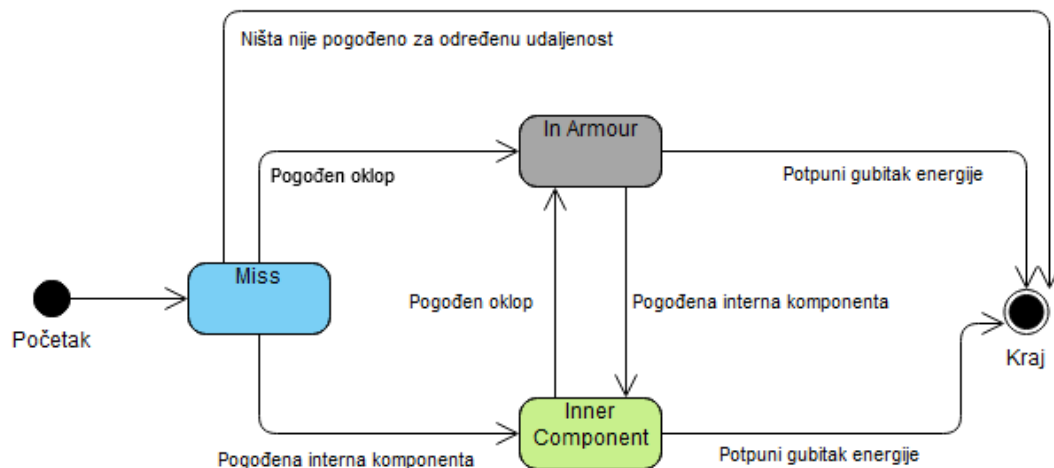 Ništa nije pogođeno za određenu udaljenost
In Armour
Pogođen oklop
Potpuni gubitak energije
Miss
Početak
Pogođen oklop
Pogođena interna komponenta
Kraj
Inner
Component
Pogođena interna komponenta
Potpuni gubitak energije